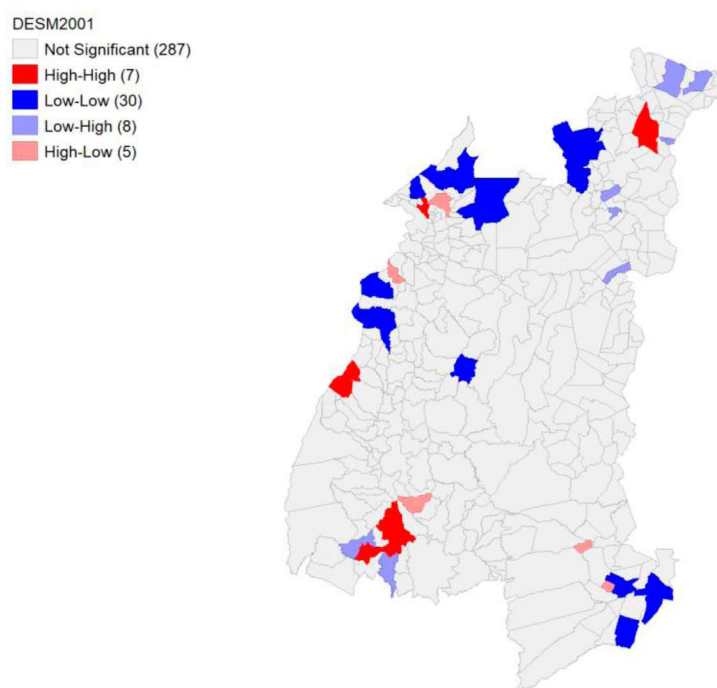 DESM2001
Not Significant (287)
High-High (7)
Low-Low (30)
Low-High (8)
High-Low (5)